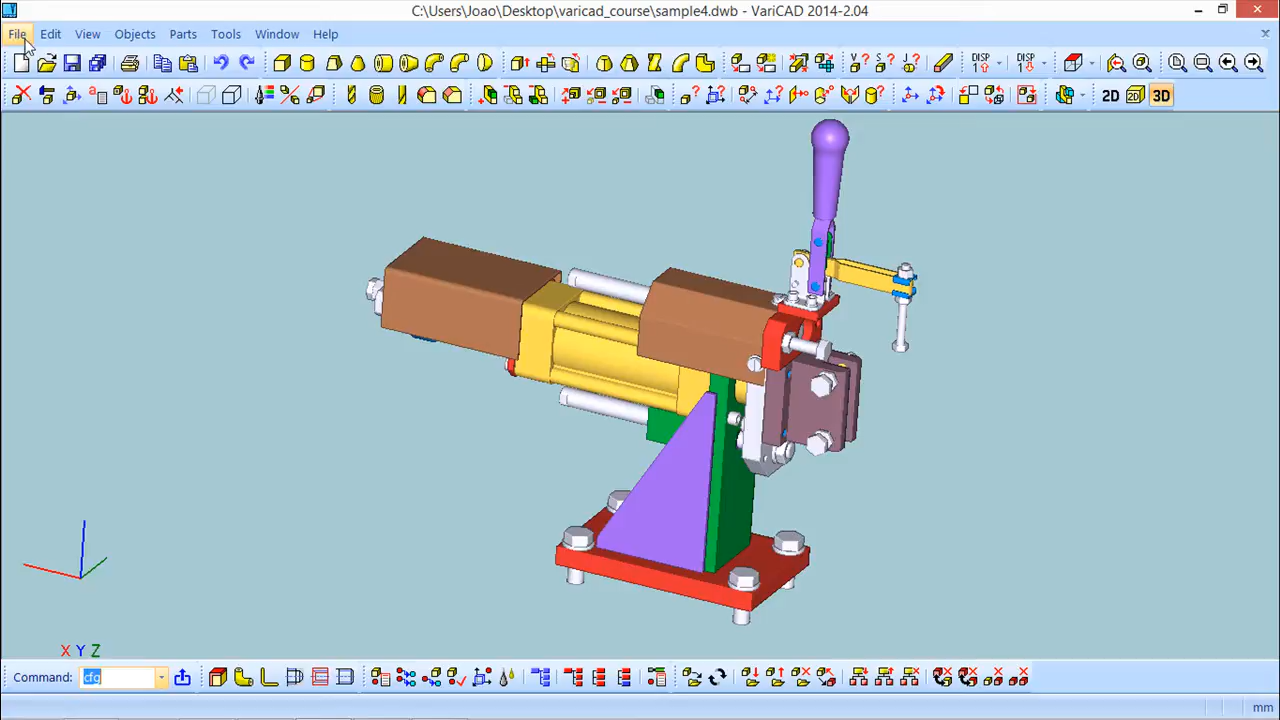 C:\Users\Joao\Desktop\varicad_course\sample4.dwb - VariCAD 2014-2.04
File Edit View Objects Parts Tools Window Help
DISP DISP
2D 2D 3D
X Y Z
Command: cfg
mm